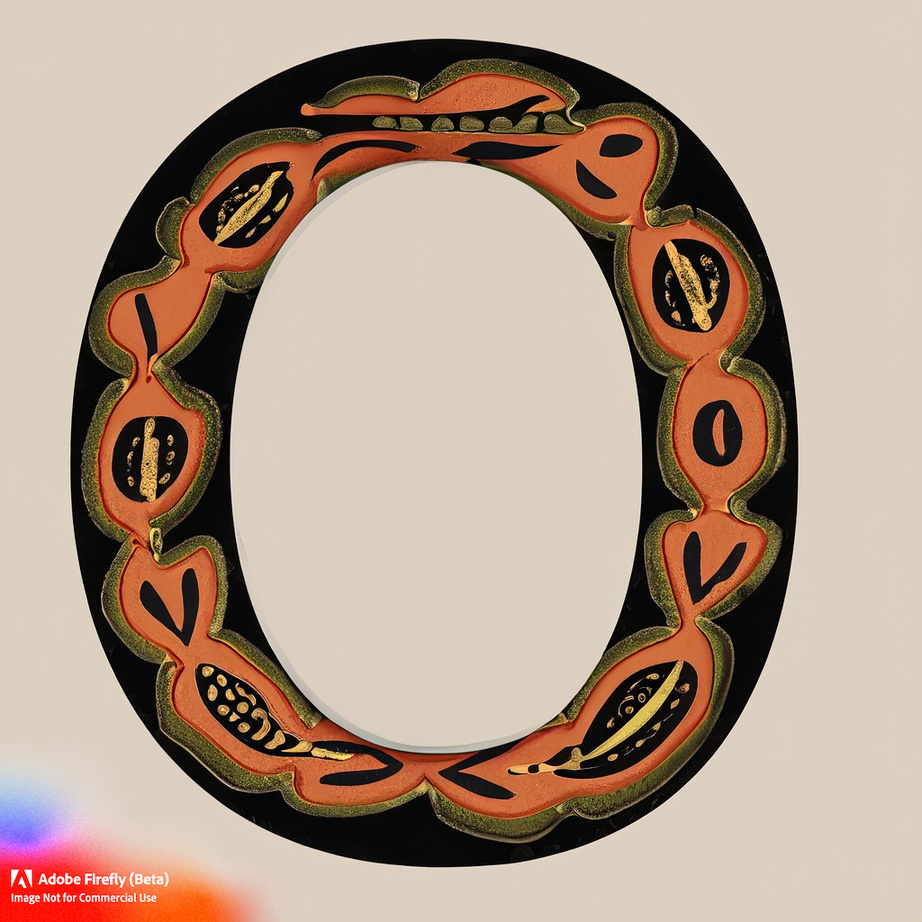 O
Adobe Firefly (Beta)
Image Not for Commercial Use